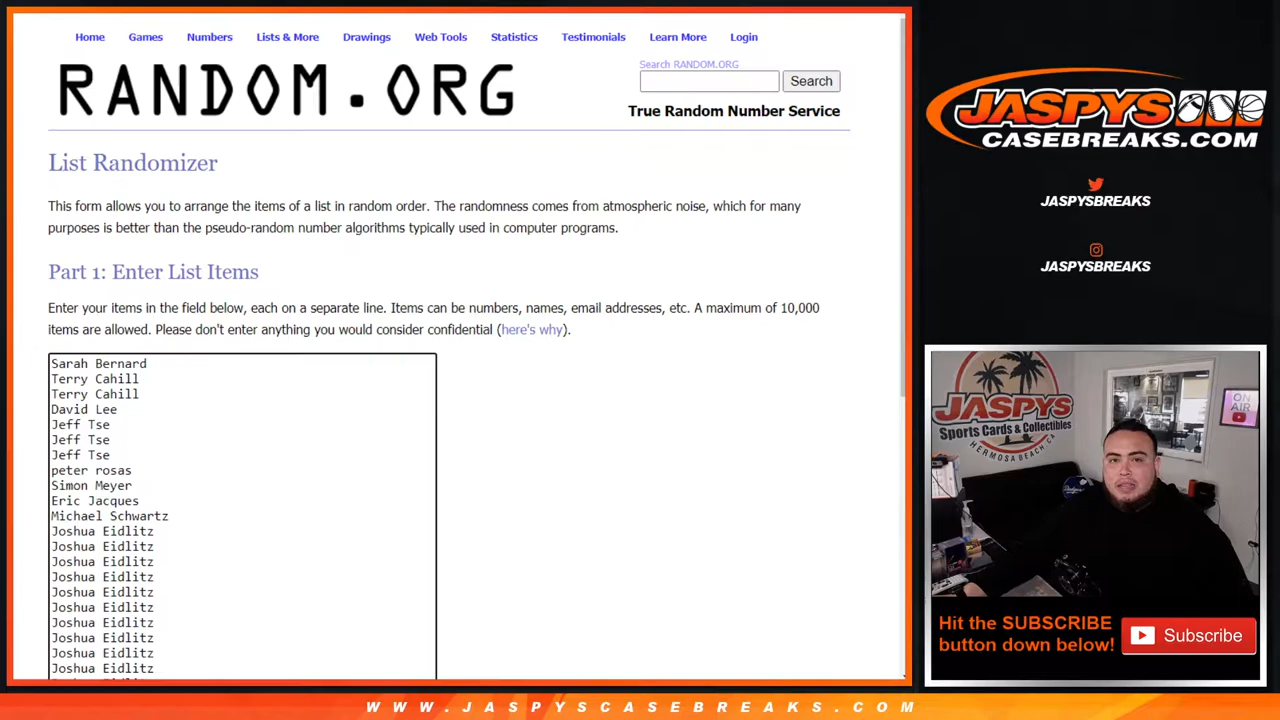 Home Games Numbers Lists & More Drawings Web Tools Statistics Testimonials Learn More Login
RANDOM.ORG
Search RANDOM.ORG
Search
True Random Number Service
List Randomizer
This form allows you to arrange the items of a list in random order. The randomness comes from atmospheric noise, which for many
purposes is better than the pseudo-random number algorithms typically used in computer programs.
Part 1: Enter List Items
Enter your items in the field below, each on a separate line. Items can be numbers, names, email addresses, etc. A maximum of 10,000
items are allowed. Please don't enter anything you would consider confidential (here's why).
Sarah Bernard
Terry Cahill
Terry Cahill
David Lee
Jeff Tse
Jeff Tse
Jeff Tse
peter rosas
Simon Meyer
Eric Jacques
Michael Schwartz
Joshua Eidlitz
Joshua Eidlitz
Joshua Eidlitz
Joshua Eidlitz
Joshua Eidlitz
Joshua Eidlitz
Joshua Eidlitz
Joshua Eidlitz
Joshua Eidlitz
Joshua Eidlitz
JASPYS
CASEBREAKS.COM
JASPYSBREAKS
JASPYSBREAKS
JASPYS
Sports Cards & Collectibles
HERMOSA BEACH, CA
ON
AIR
Hit the SUBSCRIBE
button down below!
Subscribe
WWW.JASPYSCASEBREAKS.COM